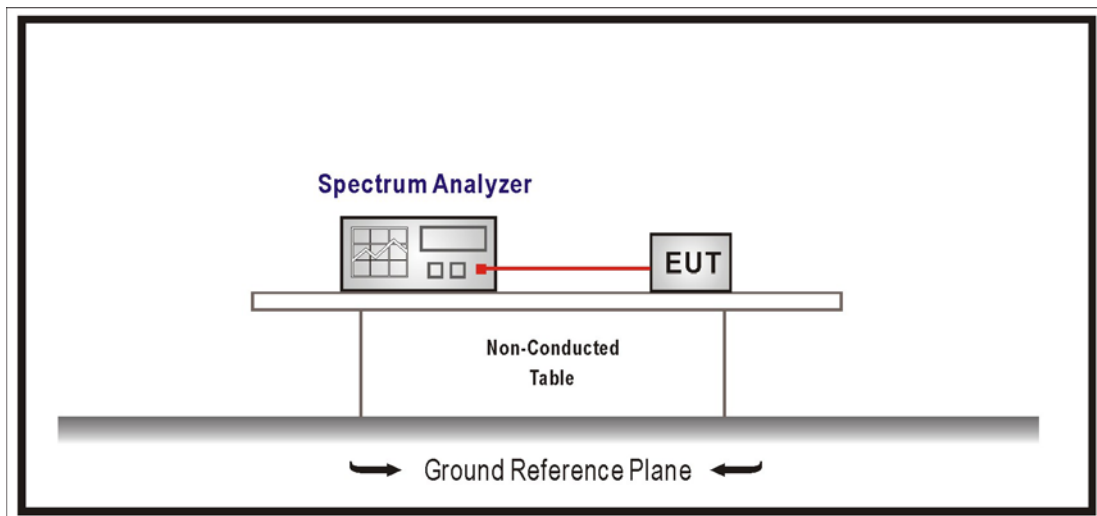 Spectrum Analyzer
EUT
Non-Conducted
Table
Ground Reference Plane